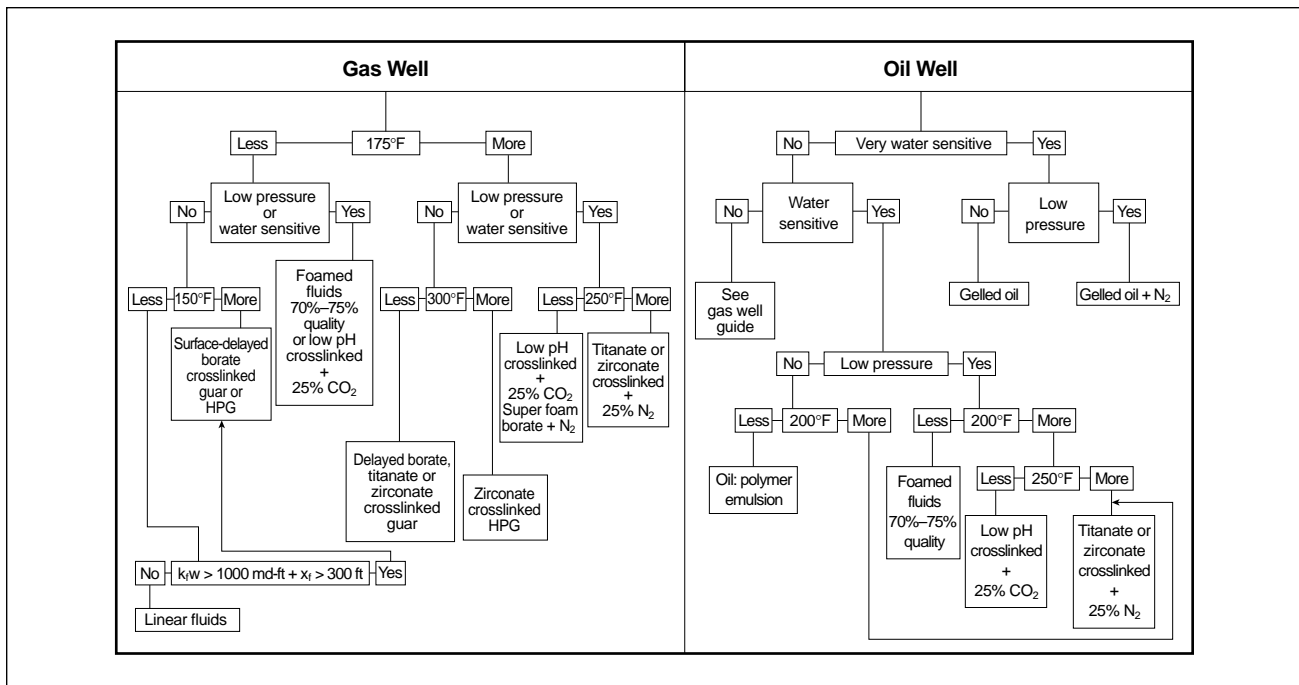 Gas Well
Less
175°F
More
No
Low pressure
or
water sensitive
Yes
No
Low pressure
or
water sensitive
Yes
Less
150°F
More
Foamed
fluids
70%–75%
quality
or low pH
crosslinked
+
25% CO₂
Less
300°F
More
Less
250°F
More
Surface-delayed
borate
crosslinked
guar or
HPG
Low pH
crosslinked
+
25% CO₂
Super foam
borate + N₂
Titanate or
zirconate
crosslinked
+
25% N₂
Delayed borate,
titanate or
zirconate
crosslinked
guar
Zirconate
crosslinked
HPG
No
kfw > 1000 md-ft + xf > 300 ft
Yes
Linear fluids
Oil Well
No
Very water sensitive
Yes
No
Water
sensitive
Yes
No
Low
pressure
Yes
See
gas well
guide
Gelled oil
Gelled oil + N₂
No
Low pressure
Yes
Less
200°F
More
Less
200°F
More
Oil: polymer
emulsion
Foamed
fluids
70%–75%
quality
Less
250°F
More
Low pH
crosslinked
+
25% CO₂
Titanate or
zirconate
crosslinked
+
25% N₂